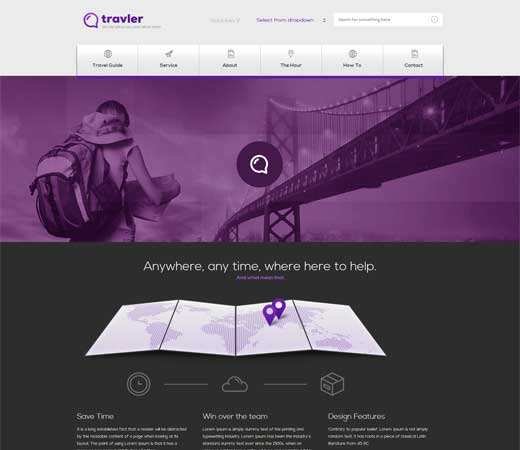 travler
Select from dropdown
Search for something here
Travel Guide
Service
About
The Hour
How To
Contact
Anywhere, any time, where here to help.
And what mean that.
Save Time
It is a long established fact that a reader will be distracted
by the readable content of a page when looking at its
layout. The point of using Lorem Ipsum is that it has a
Win over the team
Lorem Ipsum is simply dummy text of the printing and
typesetting industry. Lorem Ipsum has been the industry's
standard dummy text ever since the 1500s, when an
Design Features
Contrary to popular belief, Lorem Ipsum is not simply
random text. It has roots in a piece of classical Latin
literature from 45 BC